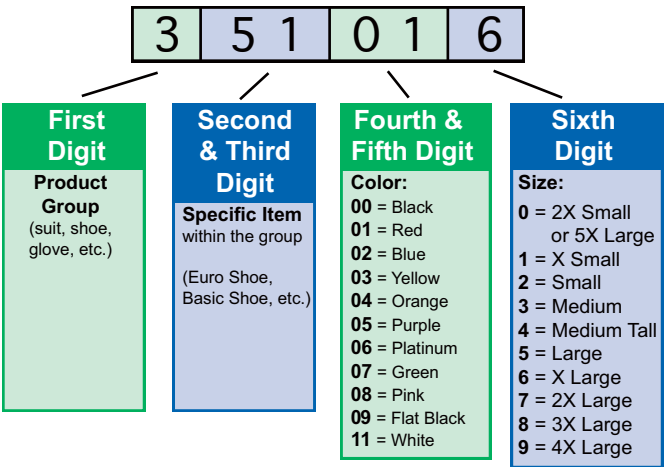 3 5 1 0 1 6
First
Digit
Product
Group
(suit, shoe,
glove, etc.)
Second
& Third
Digit
Specific Item
within the group
(Euro Shoe,
Basic Shoe, etc.)
Fourth &
Fifth Digit
Color:
00 = Black
01 = Red
02 = Blue
03 = Yellow
04 = Orange
05 = Purple
06 = Platinum
07 = Green
08 = Pink
09 = Flat Black
11 = White
Sixth
Digit
Size:
0 = 2X Small
or 5X Large
1 = X Small
2 = Small
3 = Medium
4 = Medium Tall
5 = Large
6 = X Large
7 = 2X Large
8 = 3X Large
9 = 4X Large